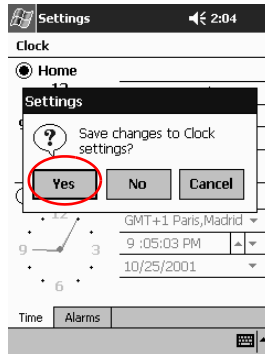 Settings 2:04
Clock
Home
12
Settings
Save changes to Clock
settings?
Yes No Cancel
12
9 3
6
GMT+1 Paris,Madrid
9 :05:03 PM
10/25/2001
Time Alarms